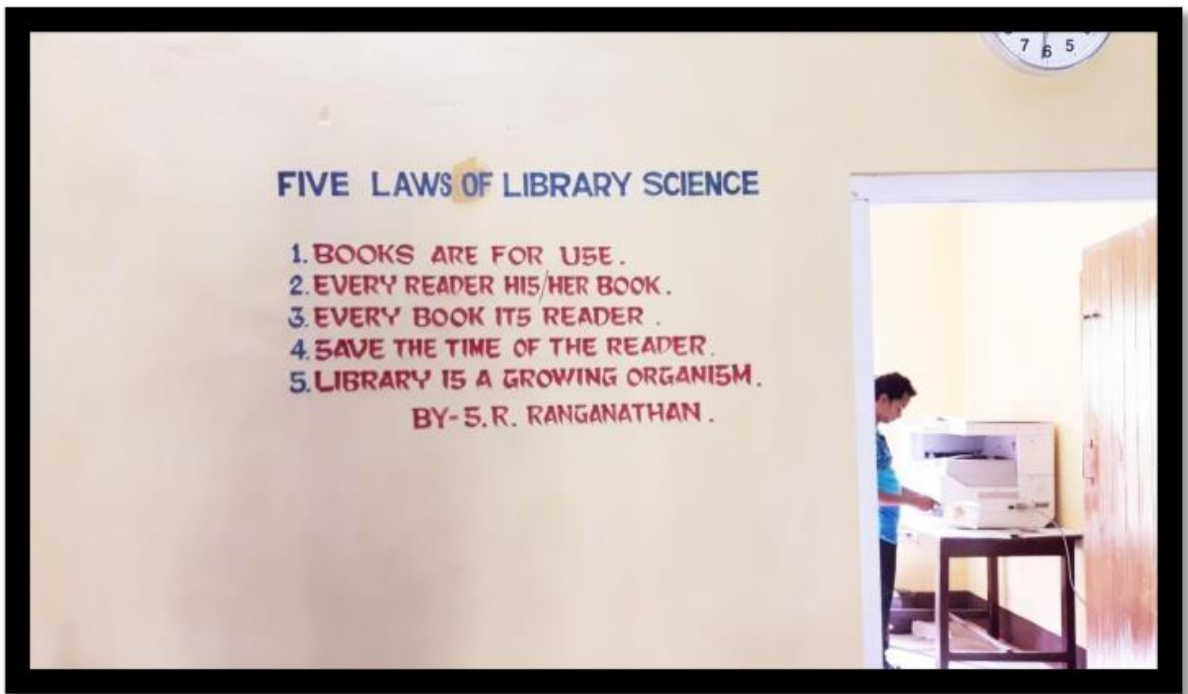 7 6 5
FIVE LAWS OF LIBRARY SCIENCE
1. BOOKS ARE FOR USE.
2. EVERY READER HIS/HER BOOK.
3. EVERY BOOK ITS READER.
4. SAVE THE TIME OF THE READER.
5. LIBRARY IS A GROWING ORGANISM.
BY- S.R. RANGANATHAN.